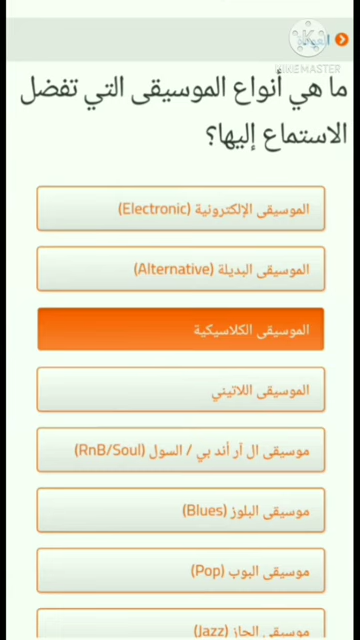 ما هي أنواع الموسيقى التي تفضل
الاستماع إليها؟
الموسيقى الإلكترونية (Electronic)
الموسيقى البديلة (Alternative)
الموسيقى الكلاسيكية
الموسيقى اللاتيني
موسيقى ال آر أند بي / السول (RnB/Soul)
موسيقى البلوز (Blues)
موسيقى البوب (Pop)
موسيقى الجاز (Jazz)